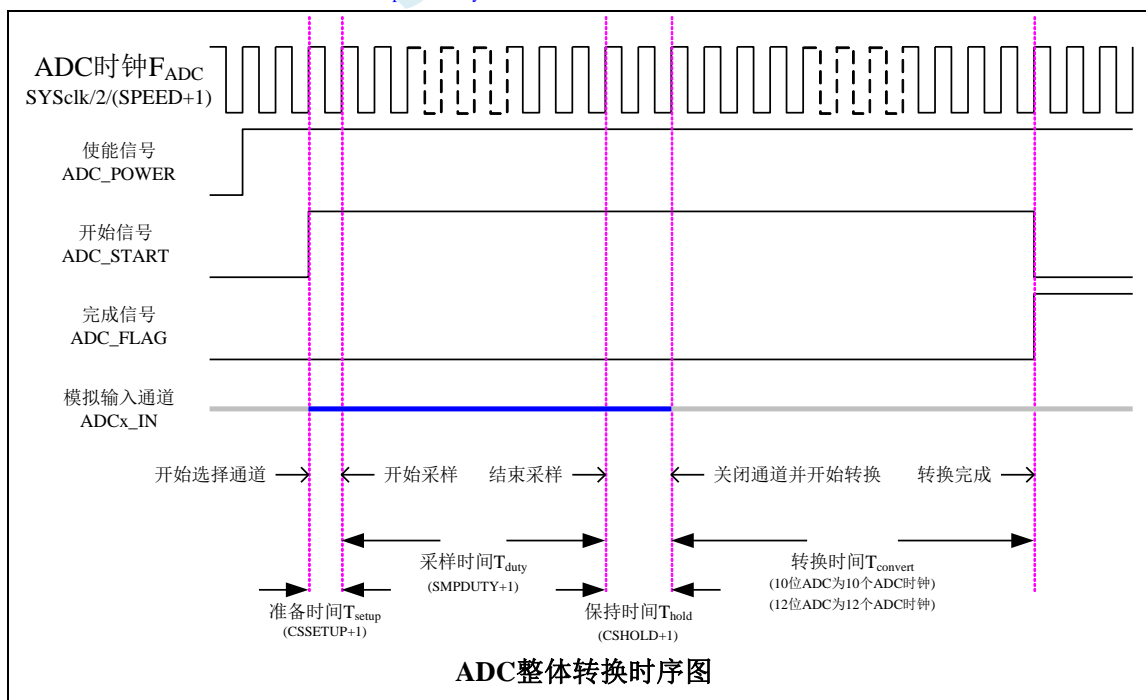 ADC时钟FADC
SYSclk/2/(SPEED+1)
使能信号
ADC_POWER
开始信号
ADC_START
完成信号
ADC_FLAG
模拟输入通道
ADCx_IN
开始选择通道
开始采样
结束采样
关闭通道并开始转换
转换完成
采样时间Tduty
(SMPDUTY+1)
转换时间Tconvert
(10位ADC为10个ADC时钟)
(12位ADC为12个ADC时钟)
准备时间Tsetup
(CSSETUP+1)
保持时间Thold
(CSHOLD+1)
ADC整体转换时序图